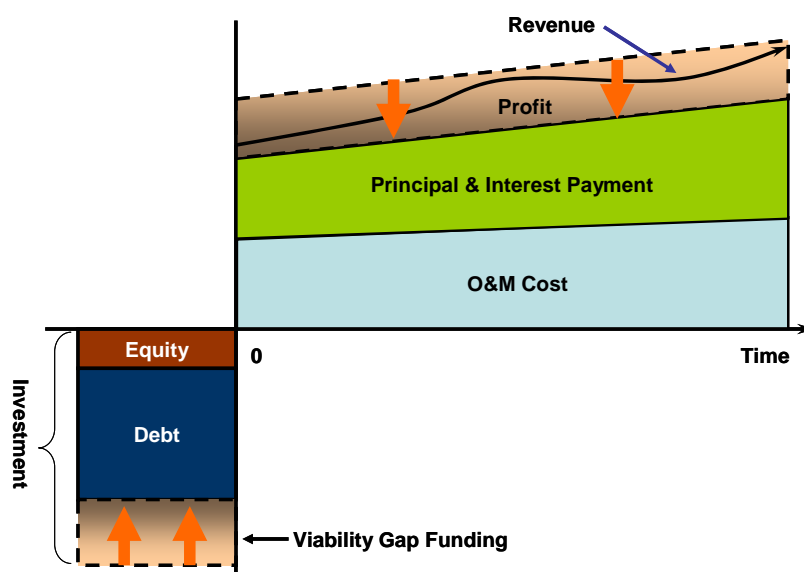 Revenue
Profit
Principal & Interest Payment
O&M Cost
Equity
0
Time
Debt
Investment
Viability Gap Funding